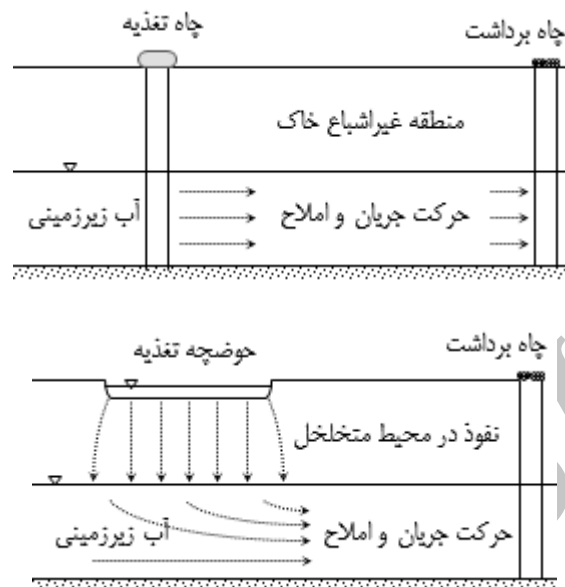 چاه تغذیه
چاه برداشت
منطقه غیراشباع خاک
آب زیرزمینی
حرکت جریان و املاح
حوضچه تغذیه
چاه برداشت
نفوذ در محیط متخلخل
آب زیرزمینی
حرکت جریان و املاح